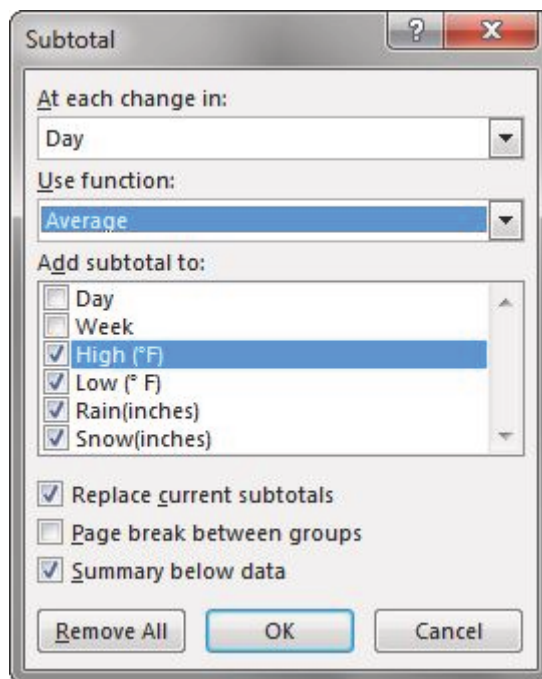 Subtotal
?
At each change in:
Day
Use function:
Average
Add subtotal to:
Day
Week
High (°F)
Low (° F)
Rain(inches)
Snow(inches)
Replace current subtotals
Page break between groups
Summary below data
Remove All OK Cancel